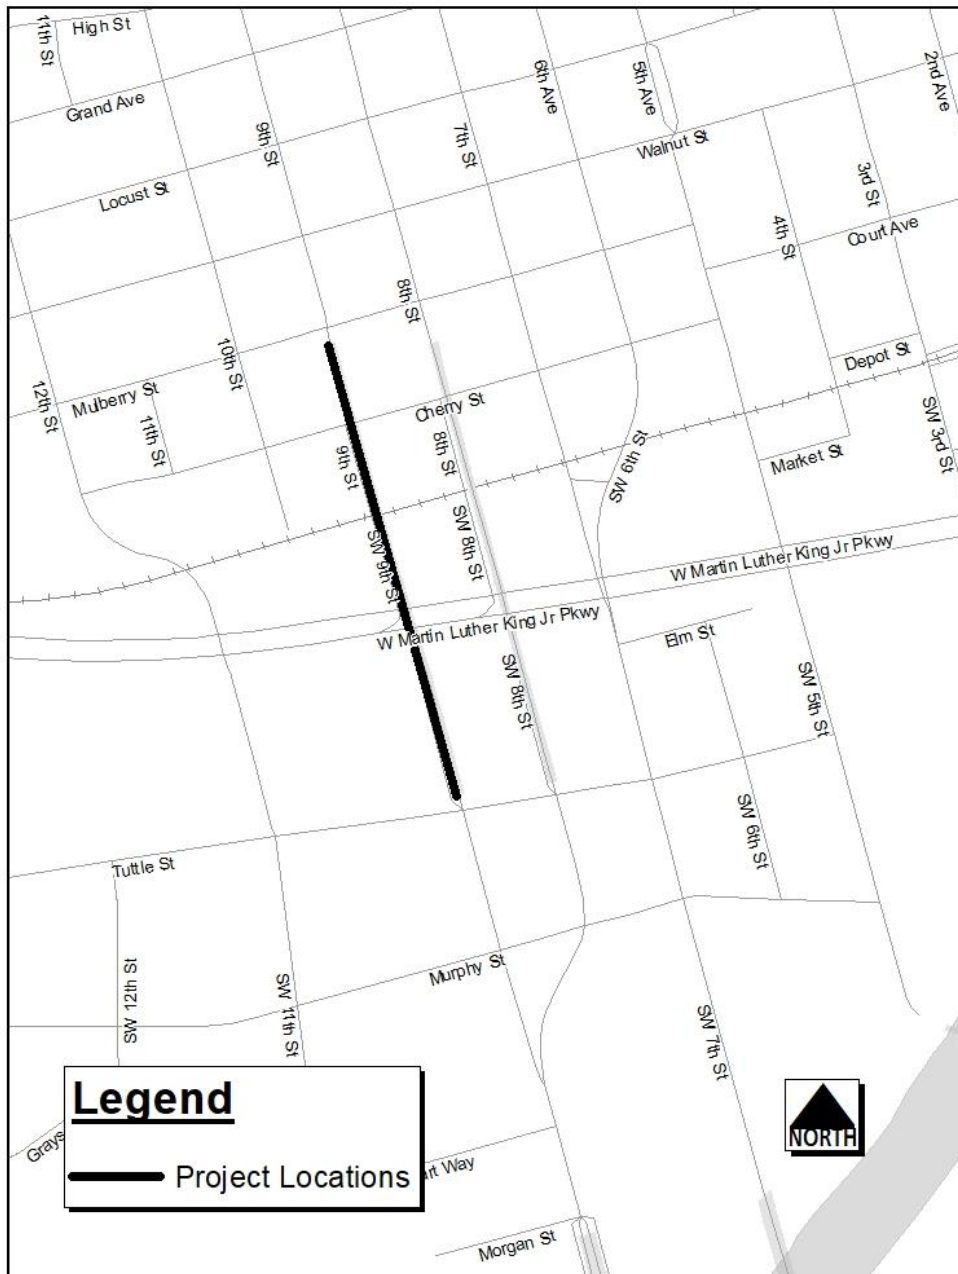 11th St
High St
Grand Ave
6th Ave
5th Ave
2nd Ave
9th St
7th St
Walnut St
Locust St
3rd St
4th St
Court Ave
8th St
10th St
12th St
Mulberry St
11th St
Cherry St
Depot St
8th St
9th St
SW 6th St
Market St
SW 3rd St
SW 8th St
SW 9th St
W Martin Luther King Jr Pkwy
W Martin Luther King Jr Pkwy
Elm St
SW 8th St
SW 5th St
SW 6th St
Tuttle St
Murphy St
SW 12th St
SW 11th St
SW 7th St
Legend
Project Locations
NORTH
Grays
art Way
Morgan St